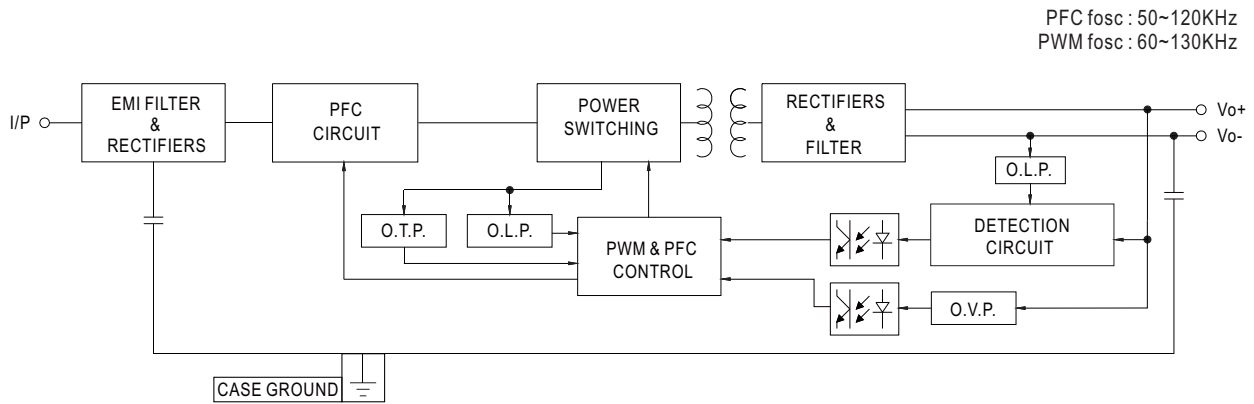 PFC fosc : 50~120KHz
PWM fosc : 60~130KHz
I/P
EMI FILTER
&
RECTIFIERS
PFC
CIRCUIT
POWER
SWITCHING
RECTIFIERS
&
FILTER
Vo+
Vo-
O.L.P.
O.T.P.
O.L.P.
PWM & PFC
CONTROL
DETECTION
CIRCUIT
O.V.P.
CASE GROUND